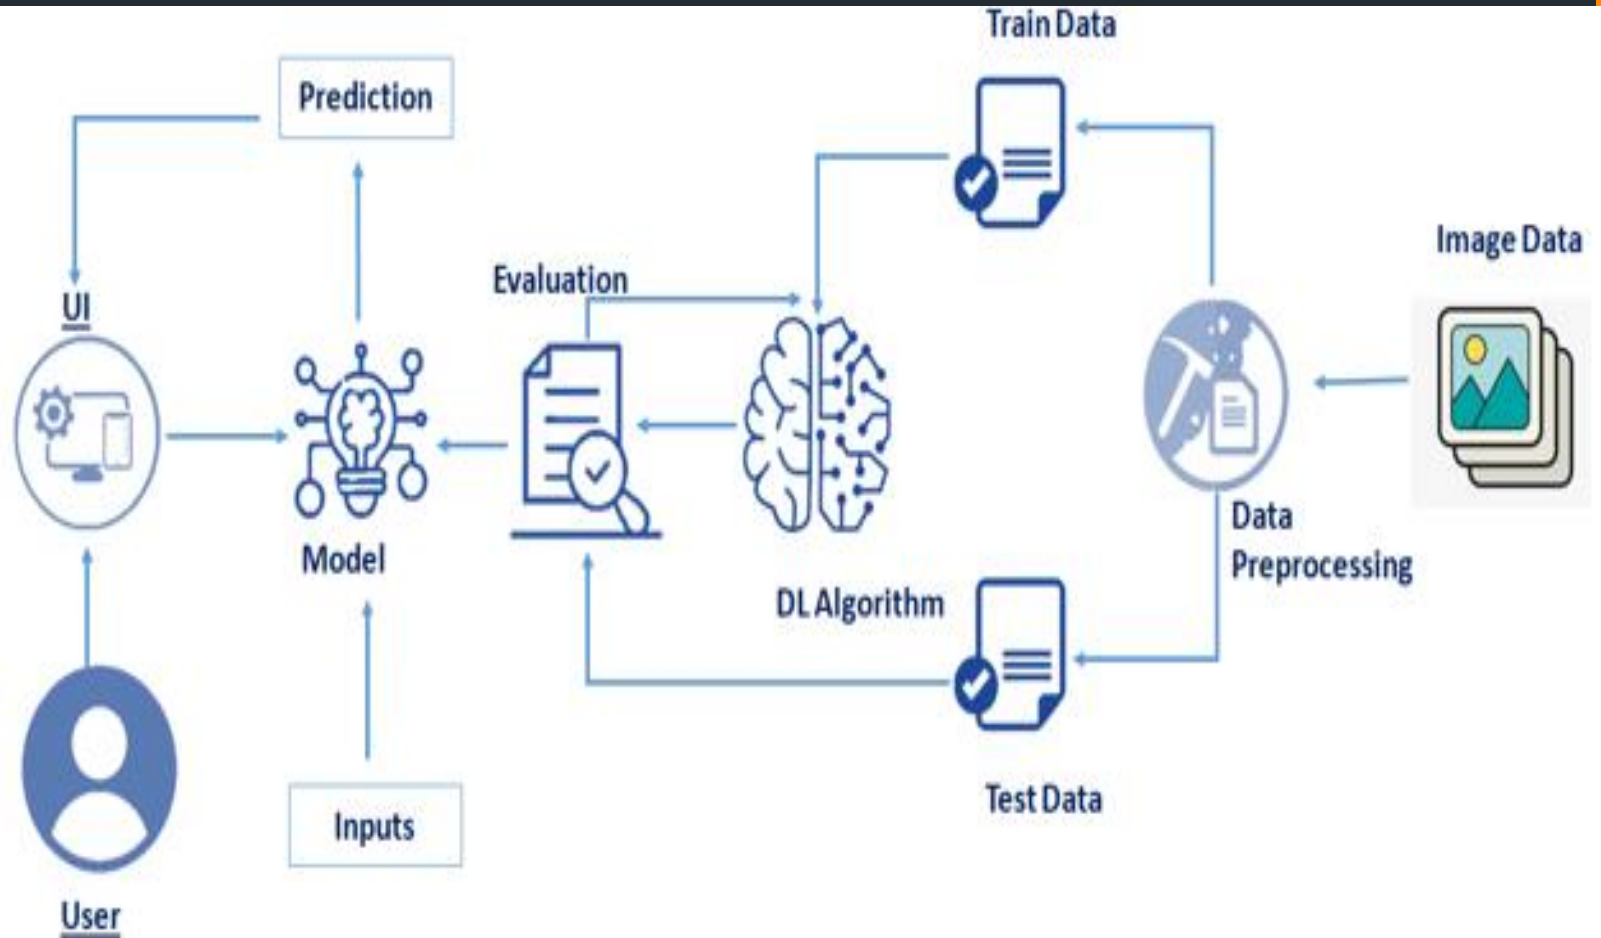 Train Data
Prediction
Image Data
Evaluation
UI
Data
Preprocessing
Model
DL Algorithm
Test Data
Inputs
User